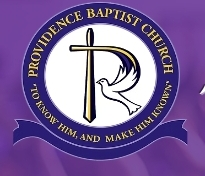 PROVIDENCE BAPTIST CHURCH
P R
"TO KNOW HIM, AND MAKE HIM KNOWN"